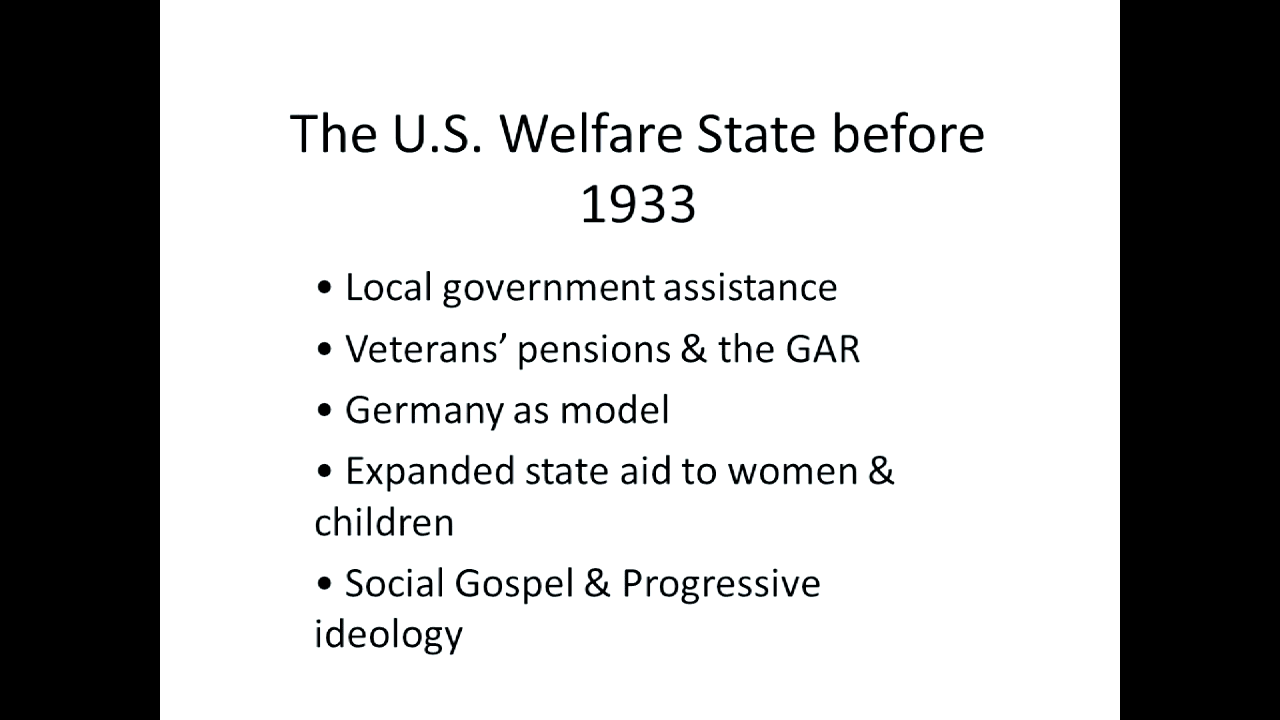 The U.S. Welfare State before
1933
• Local government assistance
• Veterans’ pensions & the GAR
• Germany as model
• Expanded state aid to women &
children
• Social Gospel & Progressive
ideology